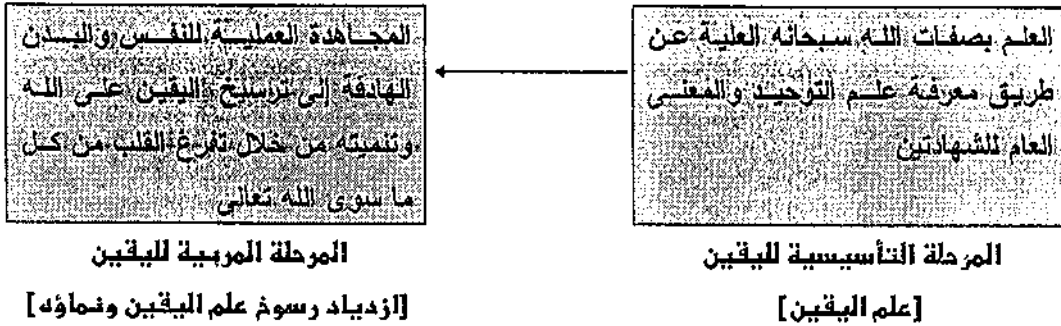 العلم بصفات الله سبحانه العلية عن
طريق معرفة علم التوحيد والمعنى
العام للشهادتين
المرحلة التأسيسية لليقين
[علم اليقين]
المجاهدة العملية للنفس والبدن
الهادفة إلى ترسيخ اليقين على الله
وتنميته من خلال تفرغ القلب من كل
ما سوى الله تعالى
المرحلة المربية لليقين
[ازدياد رسوخ علم اليقين ونماؤه]